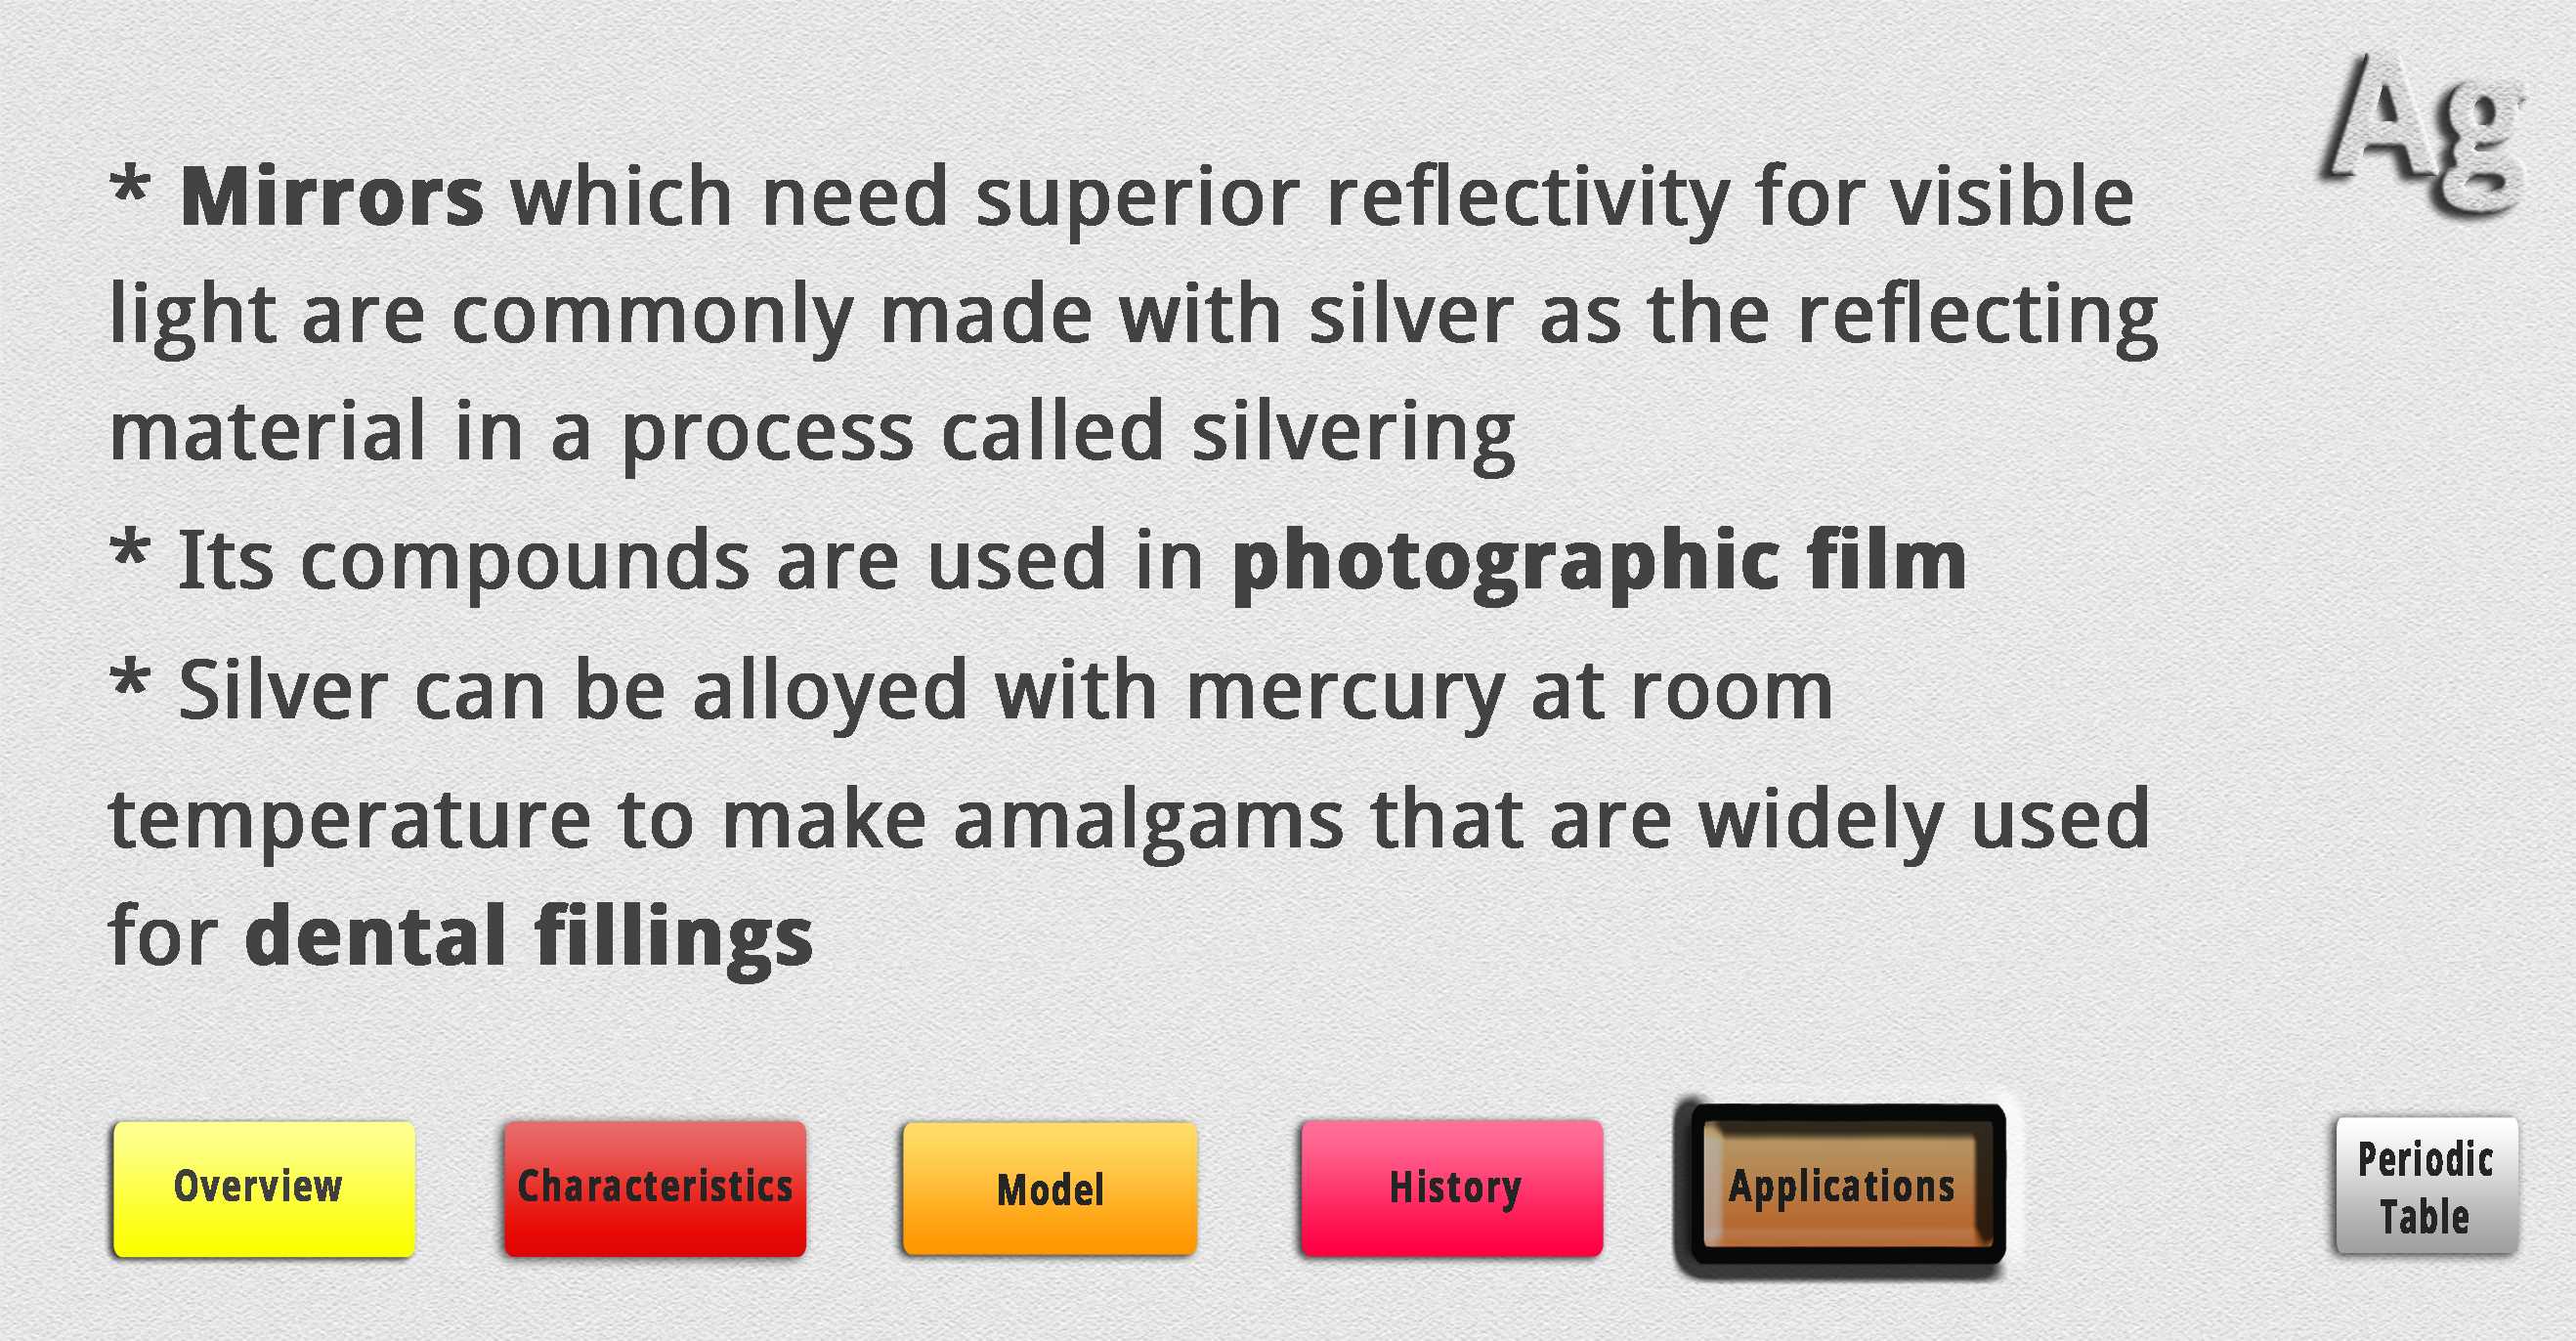 Ag
* Mirrors which need superior reflectivity for visible
light are commonly made with silver as the reflecting
material in a process called silvering
* Its compounds are used in photographic film
* Silver can be alloyed with mercury at room
temperature to make amalgams that are widely used
for dental fillings
Overview
Characteristics
Model
History
Applications
Periodic
Table